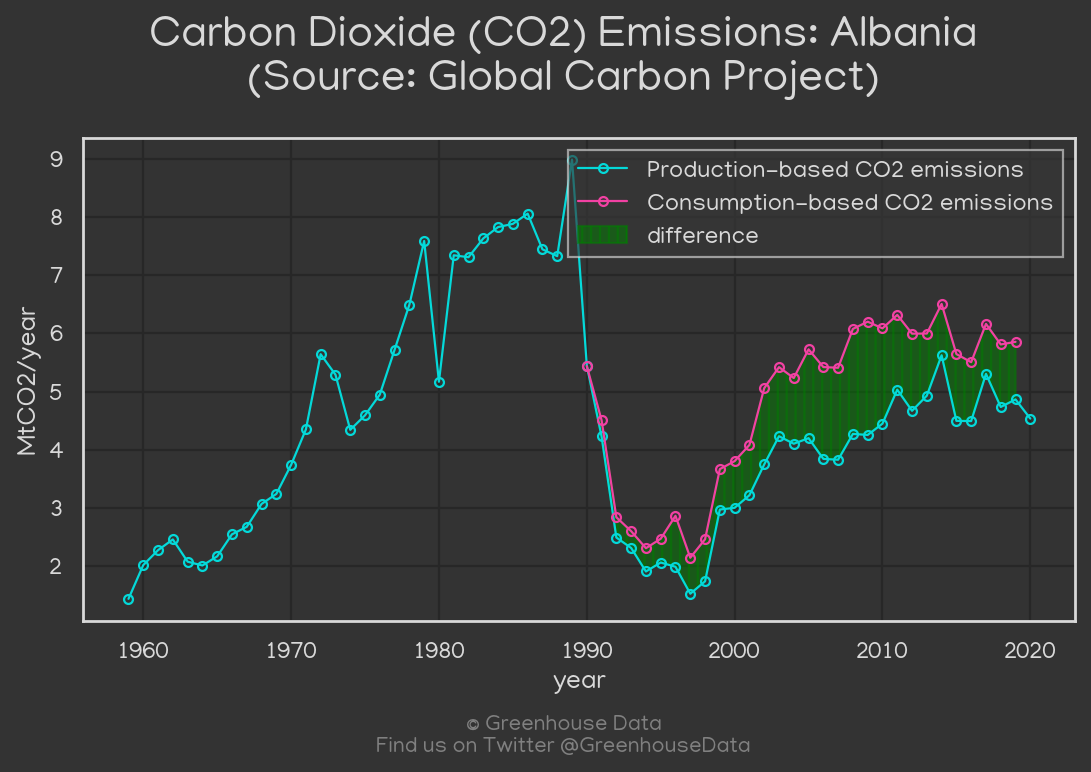 Carbon Dioxide (CO2) Emissions: Albania
(Source: Global Carbon Project)
Production-based CO2 emissions
Consumption-based CO2 emissions
difference
9
8
7
6
5
4
3
2
MtCO2/year
1960 1970 1980 1990 2000 2010 2020
year
© Greenhouse Data
Find us on Twitter @GreenhouseData